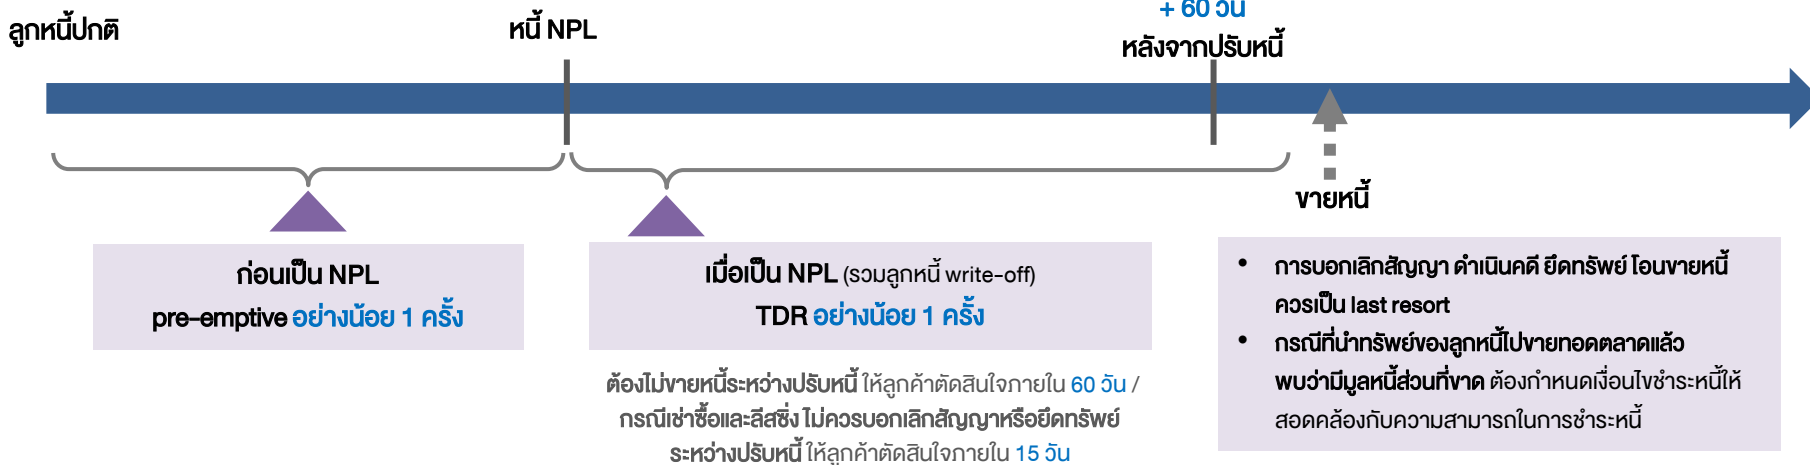 + 60 วัน
ลูกหนี้ปกติ
หนี้ NPL
หลังจากปรับหนี้
ขายหนี้
ก่อนเป็น NPL
pre-emptive อย่างน้อย 1 ครั้ง
เมื่อเป็น NPL (รวมลูกหนี้ write-off)
TDR อย่างน้อย 1 ครั้ง
ต้องไม่ขายหนี้ระหว่างปรับหนี้ ให้ลูกค้าตัดสินใจภายใน 60 วัน /
กรณีเช่าซื้อและลีสซิ่ง ไม่ควรบอกเลิกสัญญาหรือยึดทรัพย์
ระหว่างปรับหนี้ ให้ลูกค้าตัดสินใจภายใน 15 วัน
• การบอกเลิกสัญญา ดำเนินคดี ยึดทรัพย์ โอนขายหนี้
ควรเป็น last resort
• กรณีที่นำทรัพย์ของลูกหนี้ไปขายทอดตลาดแล้ว
พบว่ามีมูลหนี้ส่วนที่ขาด ต้องกำหนดเงื่อนไขชำระหนี้ให้
สอดคล้องกับความสามารถในการชำระหนี้